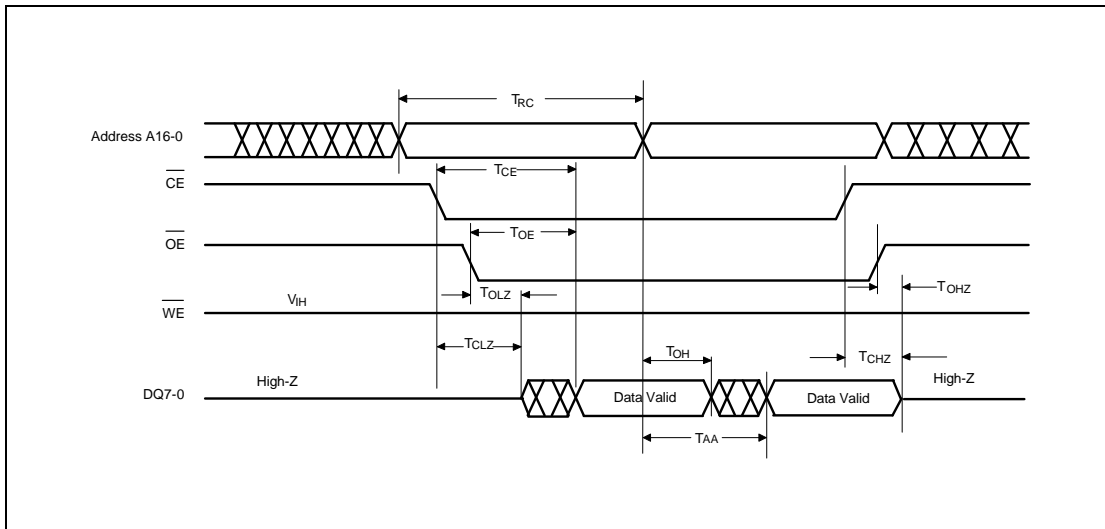 TRC
Address A16-0
TCE
CE
TOE
OE
TOLZ
TOHZ
VIH
WE
TCLZ
TOH
TCHZ
High-Z
High-Z
DQ7-0
Data Valid
Data Valid
TAA